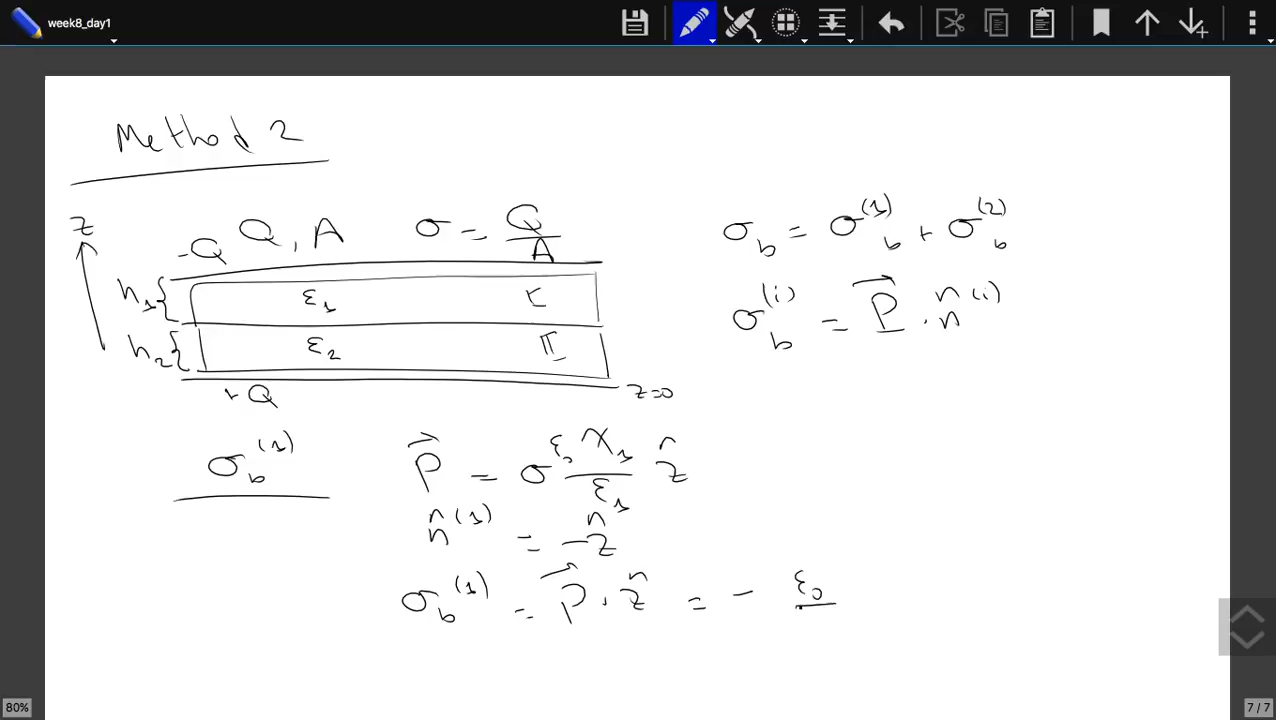 week8_day1
Method 2
z
-Q Q, A σ = Q/A
h₁ { ε₁ I
h₂ { ε₂ II
+Q z=0
σ_b = σ_b^(1) + σ_b^(2)
σ_b^(i) = P⃗ · n̂^(i)
σ_b^(1) P⃗ = σ ε₀χ₁/ε₁ ẑ
n̂^(1) = -ẑ
σ_b^(1) = P⃗ · ẑ = - ε₀
80%
7 / 7